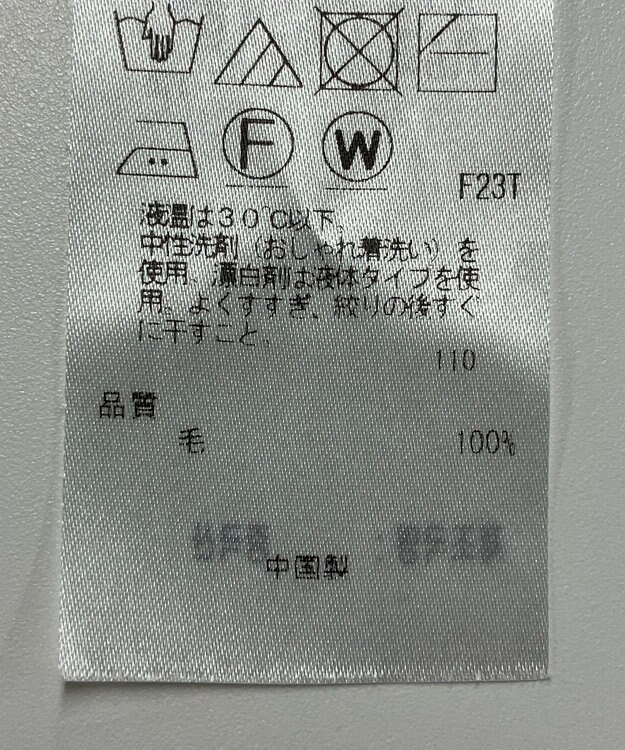 F
W
F23T
液温は30℃以下、
中性洗剤（おしゃれ着洗い）を
使用、漂白剤は液体タイプを使
用、よくすすぎ、絞りの後すぐ
に干すこと。
110
品質
毛 100%
中国製